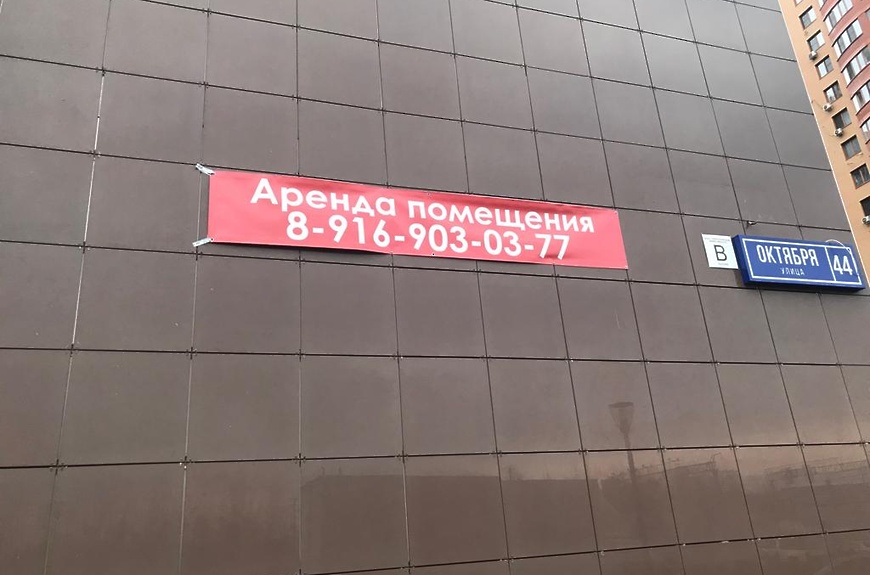 Аренда помещения
8-916-903-03-77
В
ОКТЯБРЯ
УЛИЦА
44